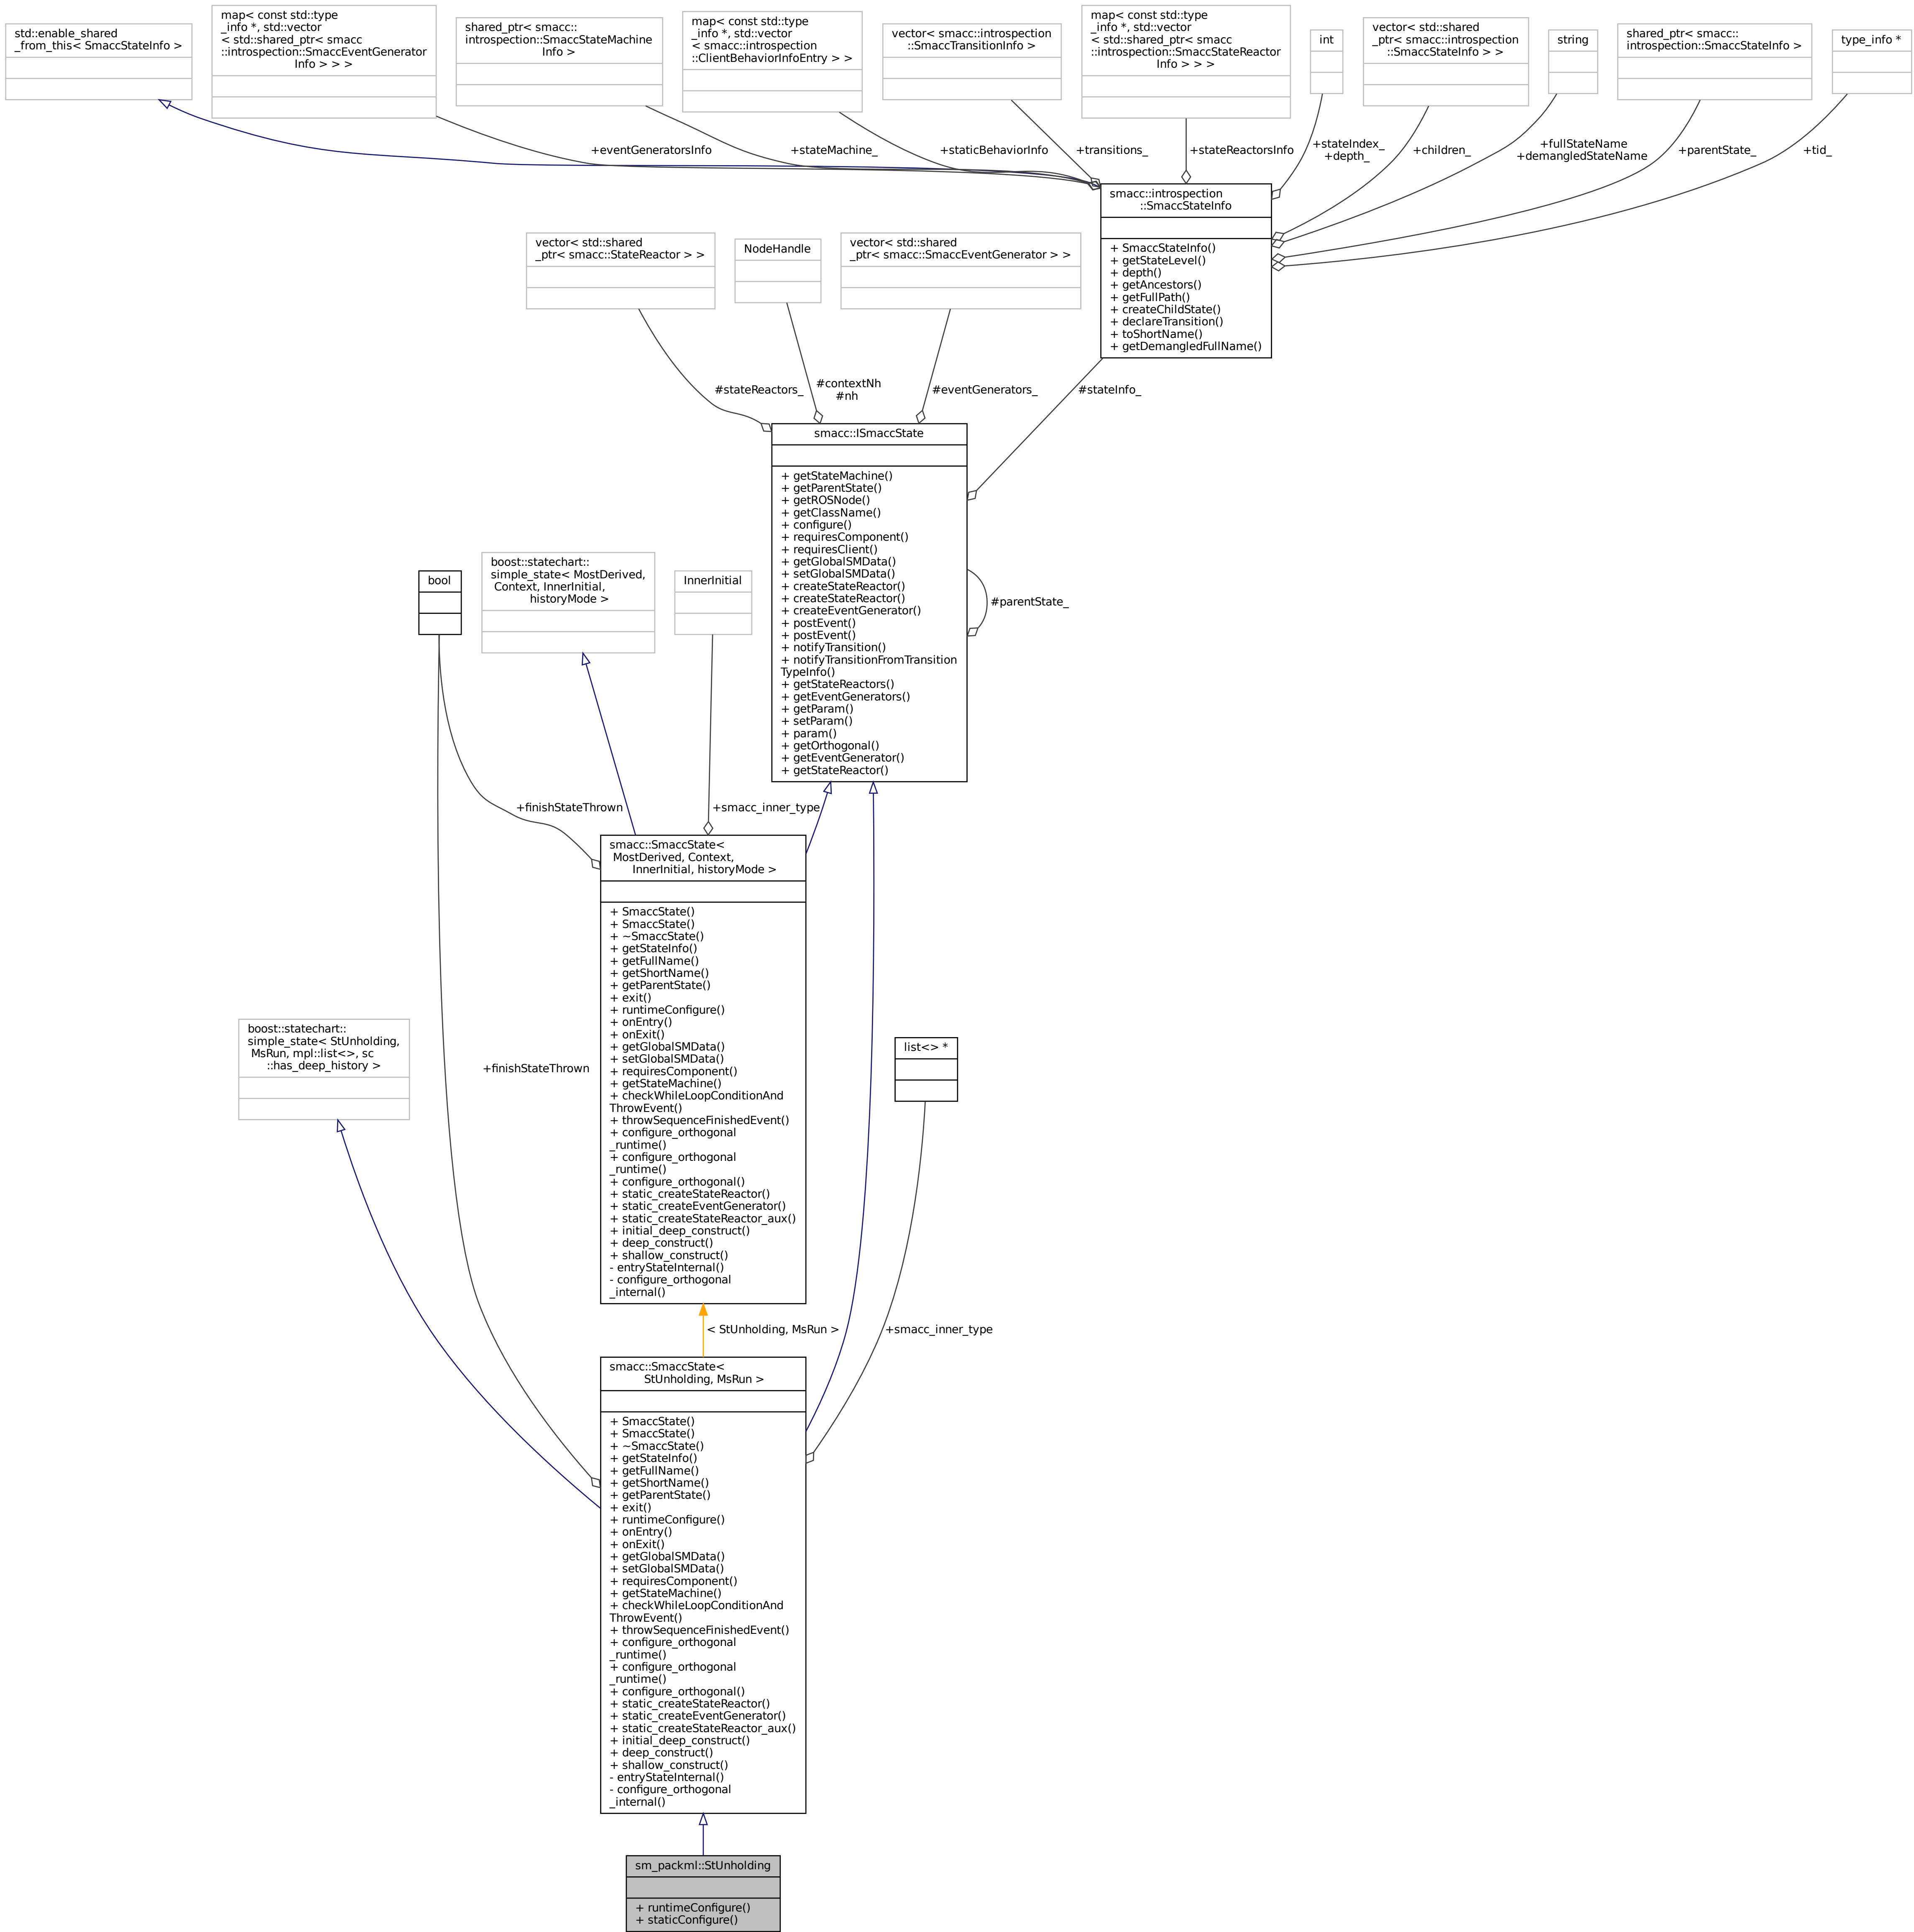 std::enable_shared
_from_this< SmaccStateInfo >
map< const std::type
_info *, std::vector
< std::shared_ptr< smacc
::introspection::SmaccEventGenerator
Info > > >
shared_ptr< smacc::
introspection::SmaccStateMachine
Info >
map< const std::type
_info *, std::vector
< smacc::introspection
::ClientBehaviorInfoEntry > >
vector< smacc::introspection
::SmaccTransitionInfo >
map< const std::type
_info *, std::vector
< std::shared_ptr< smacc
::introspection::SmaccStateReactor
Info > > >
int
vector< std::shared
_ptr< smacc::introspection
::SmaccStateInfo > >
string
shared_ptr< smacc::
introspection::SmaccStateInfo >
type_info *
+eventGeneratorsInfo
+stateMachine_
+staticBehaviorInfo
+transitions_
+stateReactorsInfo
+stateIndex_
+depth_
+children_
+fullStateName
+demangledStateName
+parentState_
+tid_
smacc::introspection
::SmaccStateInfo
+ SmaccStateInfo()
+ getStateLevel()
+ depth()
+ getAncestors()
+ getFullPath()
+ createChildState()
+ declareTransition()
+ toShortName()
+ getDemangledFullName()
vector< std::shared
_ptr< smacc::StateReactor > >
NodeHandle
vector< std::shared
_ptr< smacc::SmaccEventGenerator > >
#stateReactors_
#contextNh
#nh
#eventGenerators_
#stateInfo_
smacc::ISmaccState
+ getStateMachine()
+ getParentState()
+ getROSNode()
+ getClassName()
+ configure()
+ requiresComponent()
+ requiresClient()
+ getGlobalSMData()
+ setGlobalSMData()
+ createStateReactor()
+ createStateReactor()
+ createEventGenerator()
+ postEvent()
+ postEvent()
+ notifyTransition()
+ notifyTransitionFromTransition
TypeInfo()
+ getStateReactors()
+ getEventGenerators()
+ getParam()
+ setParam()
+ param()
+ getOrthogonal()
+ getEventGenerator()
+ getStateReactor()
#parentState_
bool
boost::statechart::
simple_state< MostDerived,
Context, InnerInitial,
historyMode >
InnerInitial
+finishStateThrown
+smacc_inner_type
smacc::SmaccState<
MostDerived, Context,
InnerInitial, historyMode >
+ SmaccState()
+ SmaccState()
+ ~SmaccState()
+ getStateInfo()
+ getFullName()
+ getShortName()
+ getParentState()
+ exit()
+ runtimeConfigure()
+ onEntry()
+ onExit()
+ getGlobalSMData()
+ setGlobalSMData()
+ requiresComponent()
+ getStateMachine()
+ checkWhileLoopConditionAnd
ThrowEvent()
+ throwSequenceFinishedEvent()
+ configure_orthogonal
_runtime()
+ configure_orthogonal
_runtime()
+ configure_orthogonal()
+ static_createStateReactor()
+ static_createEventGenerator()
+ static_createStateReactor_aux()
+ initial_deep_construct()
+ deep_construct()
+ shallow_construct()
- entryStateInternal()
- configure_orthogonal
_internal()
boost::statechart::
simple_state< StUnholding,
MsRun, mpl::list<>, sc
::has_deep_history >
+finishStateThrown
list<> *
< StUnholding, MsRun >
+smacc_inner_type
smacc::SmaccState<
StUnholding, MsRun >
+ SmaccState()
+ SmaccState()
+ ~SmaccState()
+ getStateInfo()
+ getFullName()
+ getShortName()
+ getParentState()
+ exit()
+ runtimeConfigure()
+ onEntry()
+ onExit()
+ getGlobalSMData()
+ setGlobalSMData()
+ requiresComponent()
+ getStateMachine()
+ checkWhileLoopConditionAnd
ThrowEvent()
+ throwSequenceFinishedEvent()
+ configure_orthogonal
_runtime()
+ configure_orthogonal
_runtime()
+ configure_orthogonal()
+ static_createStateReactor()
+ static_createEventGenerator()
+ static_createStateReactor_aux()
+ initial_deep_construct()
+ deep_construct()
+ shallow_construct()
- entryStateInternal()
- configure_orthogonal
_internal()
sm_packml::StUnholding
+ runtimeConfigure()
+ staticConfigure()